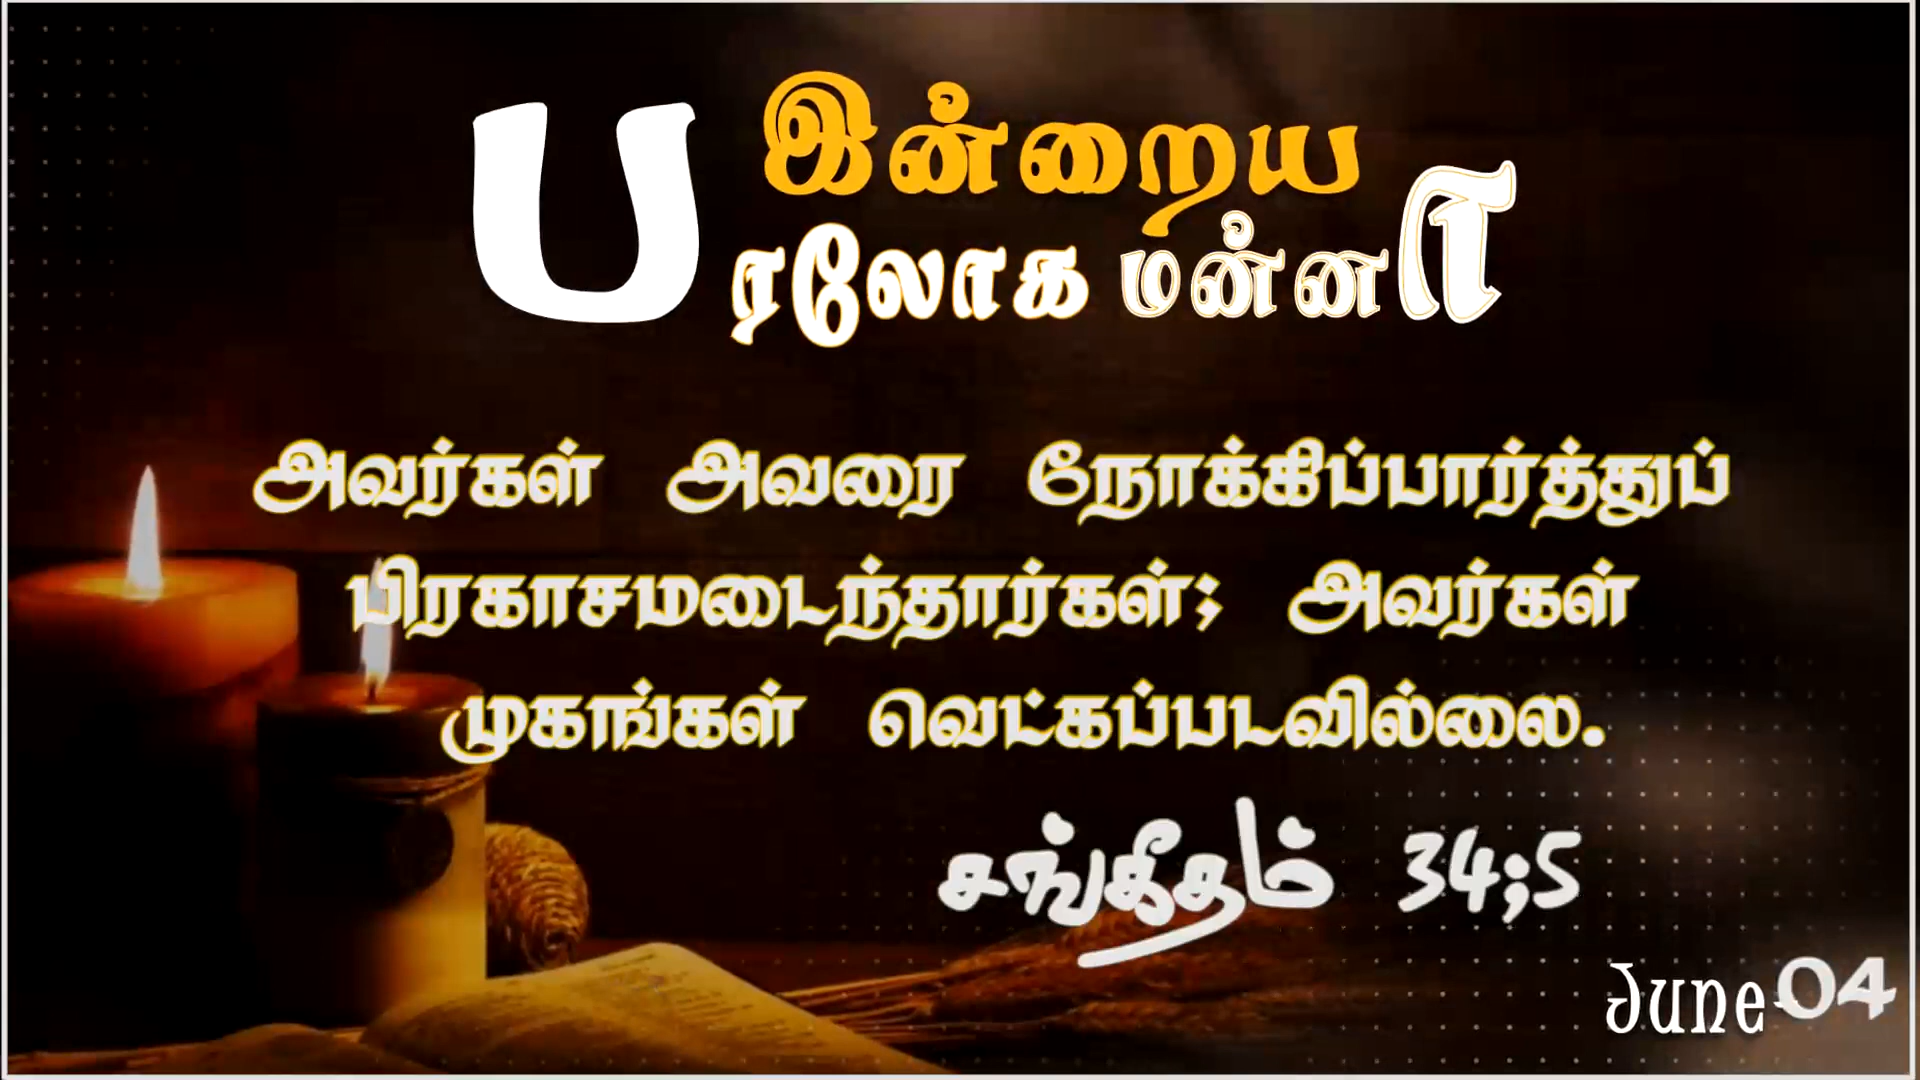 இன்றைய
பரலோக மன்னா
அவர்கள் அவரை நோக்கிப்பார்த்துப்
பிரகாசமடைந்தார்கள்; அவர்கள்
முகங்கள் வெட்கப்படவில்லை.
சங்கீதம் 34;5
June-04